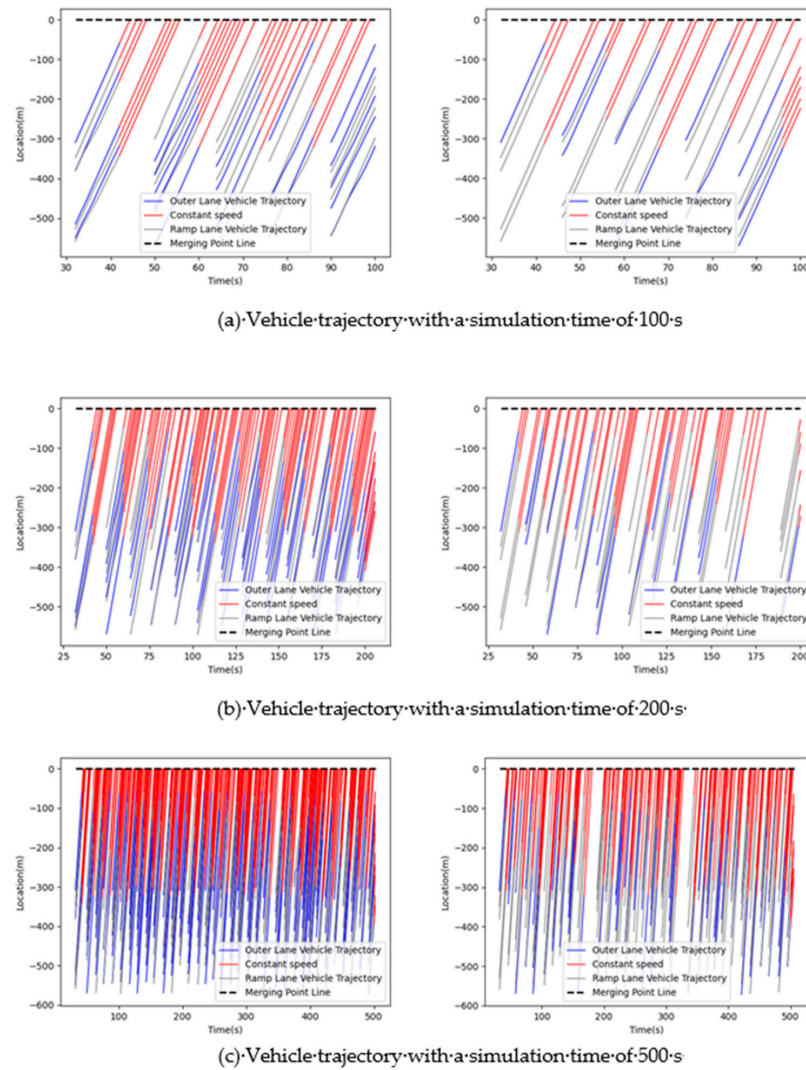 0
−100
−200
−300
−400
−500
Location(m)
Outer Lane Vehicle Trajectory
Constant speed
Ramp Lane Vehicle Trajectory
Merging Point Line
30 40 50 60 70 80 90 100
Time(s)
0
−100
−200
−300
−400
−500
Location(m)
Outer Lane Vehicle Trajectory
Constant speed
Ramp Lane Vehicle Trajectory
Merging Point Line
30 40 50 60 70 80 90 100
Time(s)
(a)·Vehicle·trajectory·with·a·simulation·time·of·100·s
0
−100
−200
−300
−400
−500
Location(m)
Outer Lane Vehicle Trajectory
Constant speed
Ramp Lane Vehicle Trajectory
Merging Point Line
25 50 75 100 125 150 175 200
Time(s)
0
−100
−200
−300
−400
−500
Location(m)
Outer Lane Vehicle Trajectory
Constant speed
Ramp Lane Vehicle Trajectory
Merging Point Line
25 50 75 100 125 150 175 200
Time(s)
(b)·Vehicle·trajectory·with·a·simulation·time·of·200·s·
0
−100
−200
−300
−400
−500
−600
Location(m)
Outer Lane Vehicle Trajectory
Constant speed
Ramp Lane Vehicle Trajectory
Merging Point Line
100 200 300 400 500
Time(s)
0
−100
−200
−300
−400
−500
−600
Location(m)
Outer Lane Vehicle Trajectory
Constant speed
Ramp Lane Vehicle Trajectory
Merging Point Line
100 200 300 400 500
Time(s)
(c)·Vehicle·trajectory·with·a·simulation·time·of·500·s